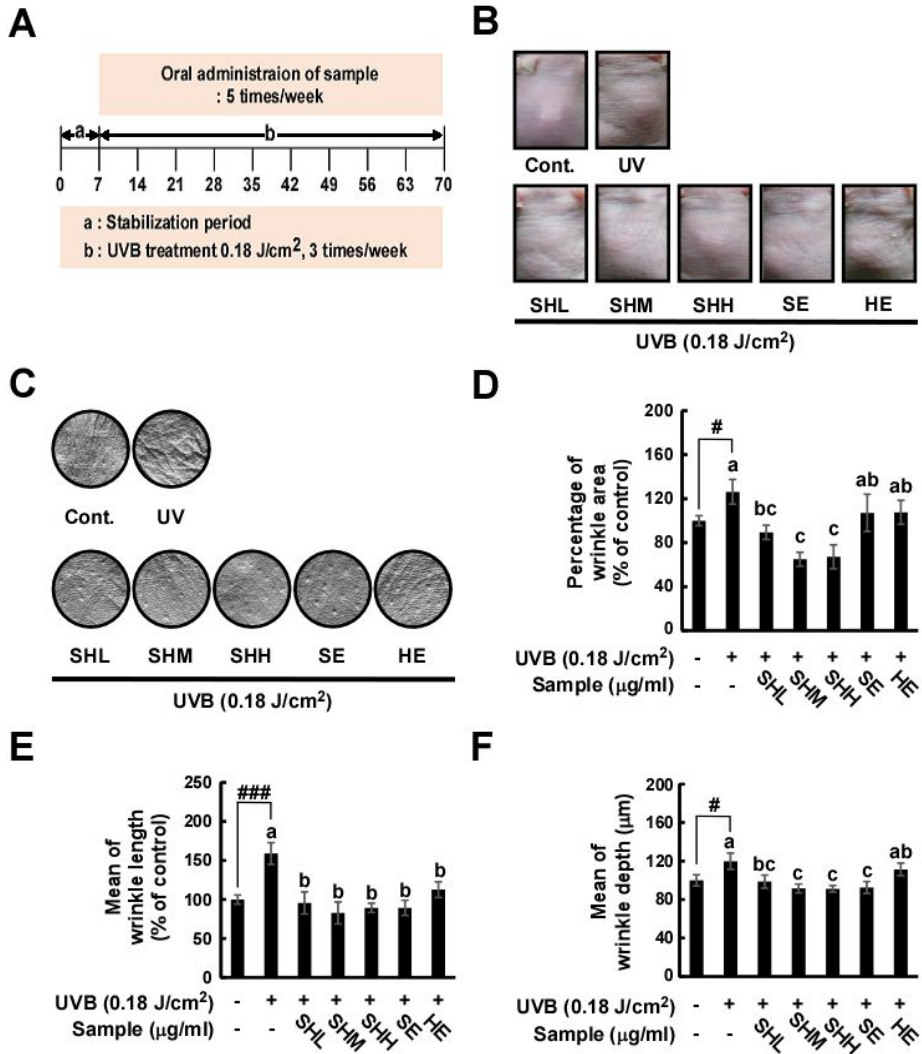 A
Oral administraion of sample
: 5 times/week
a
b
0 7 14 21 28 35 42 49 56 63 70
a : Stabilization period
b : UVB treatment 0.18 J/cm², 3 times/week
B
Cont. UV
SHL SHM SHH SE HE
UVB (0.18 J/cm²)
C
Cont. UV
SHL SHM SHH SE HE
UVB (0.18 J/cm²)
D
Percentage of
wrinkle area
(% of control)
200
160
120
80
40
0
#
a
bc
c
c
ab
ab
UVB (0.18 J/cm²) - + + + + + +
Sample (μg/ml) - - SHL SHM SHH SE HE
E
Mean of
wrinkle length
(% of control)
250
200
150
100
50
0
###
a
b
b
b
b
b
UVB (0.18 J/cm²) - + + + + + +
Sample (μg/ml) - - SHL SHM SHH SE HE
F
Mean of
wrinkle depth (μm)
200
160
120
80
40
0
#
a
bc
c
c
c
ab
UVB (0.18 J/cm²) - + + + + + +
Sample (μg/ml) - - SHL SHM SHH SE HE